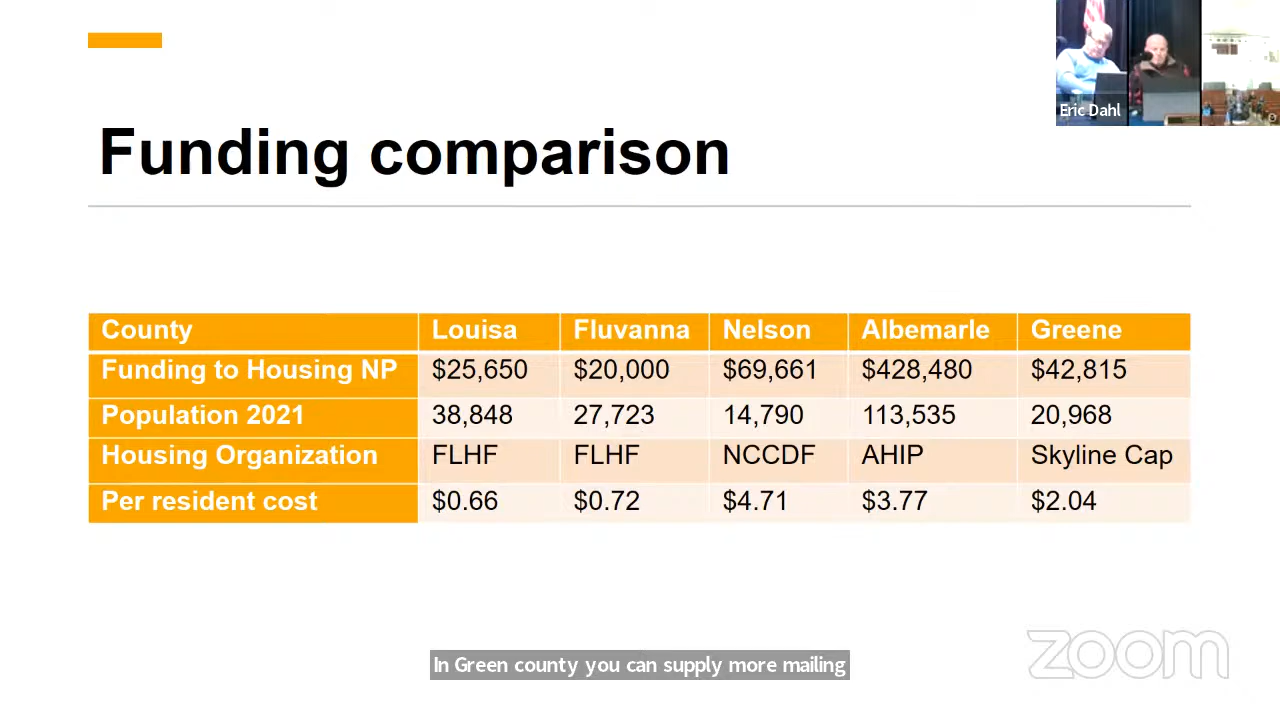 Eric Dahl
Funding comparison
County Louisa Fluvanna Nelson Albemarle Greene
Funding to Housing NP $25,650 $20,000 $69,661 $428,480 $42,815
Population 2021 38,848 27,723 14,790 113,535 20,968
Housing Organization FLHF FLHF NCCDF AHIP Skyline Cap
Per resident cost $0.66 $0.72 $4.71 $3.77 $2.04
In Green county you can supply more mailing
zoom